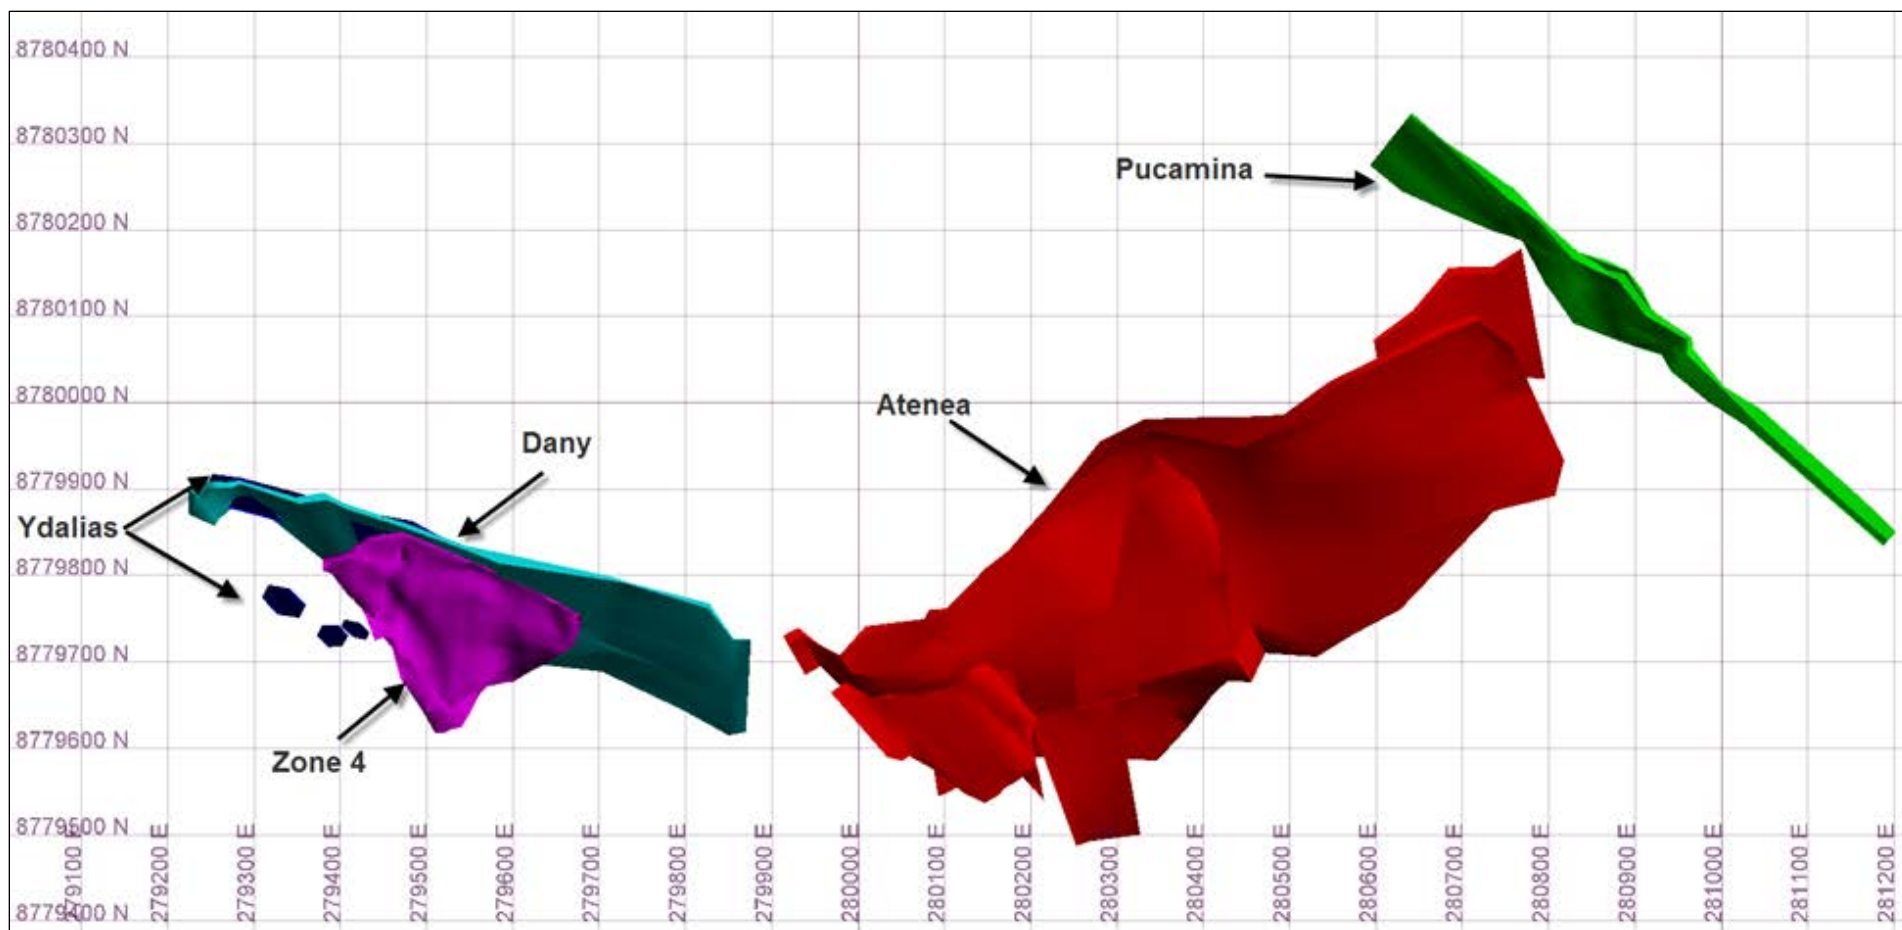 8780400 N
8780300 N
Pucamina
8780200 N
8780100 N
8780000 N
Atenea
Dany
8779900 N
Ydalias
8779800 N
8779700 N
8779600 N
Zone 4
8779500 N
8779400 N
279100 E
279200 E
279300 E
279400 E
279500 E
279600 E
279700 E
279800 E
279900 E
280000 E
280100 E
280200 E
280300 E
280400 E
280500 E
280600 E
280700 E
280800 E
280900 E
281000 E
281100 E
281200 E